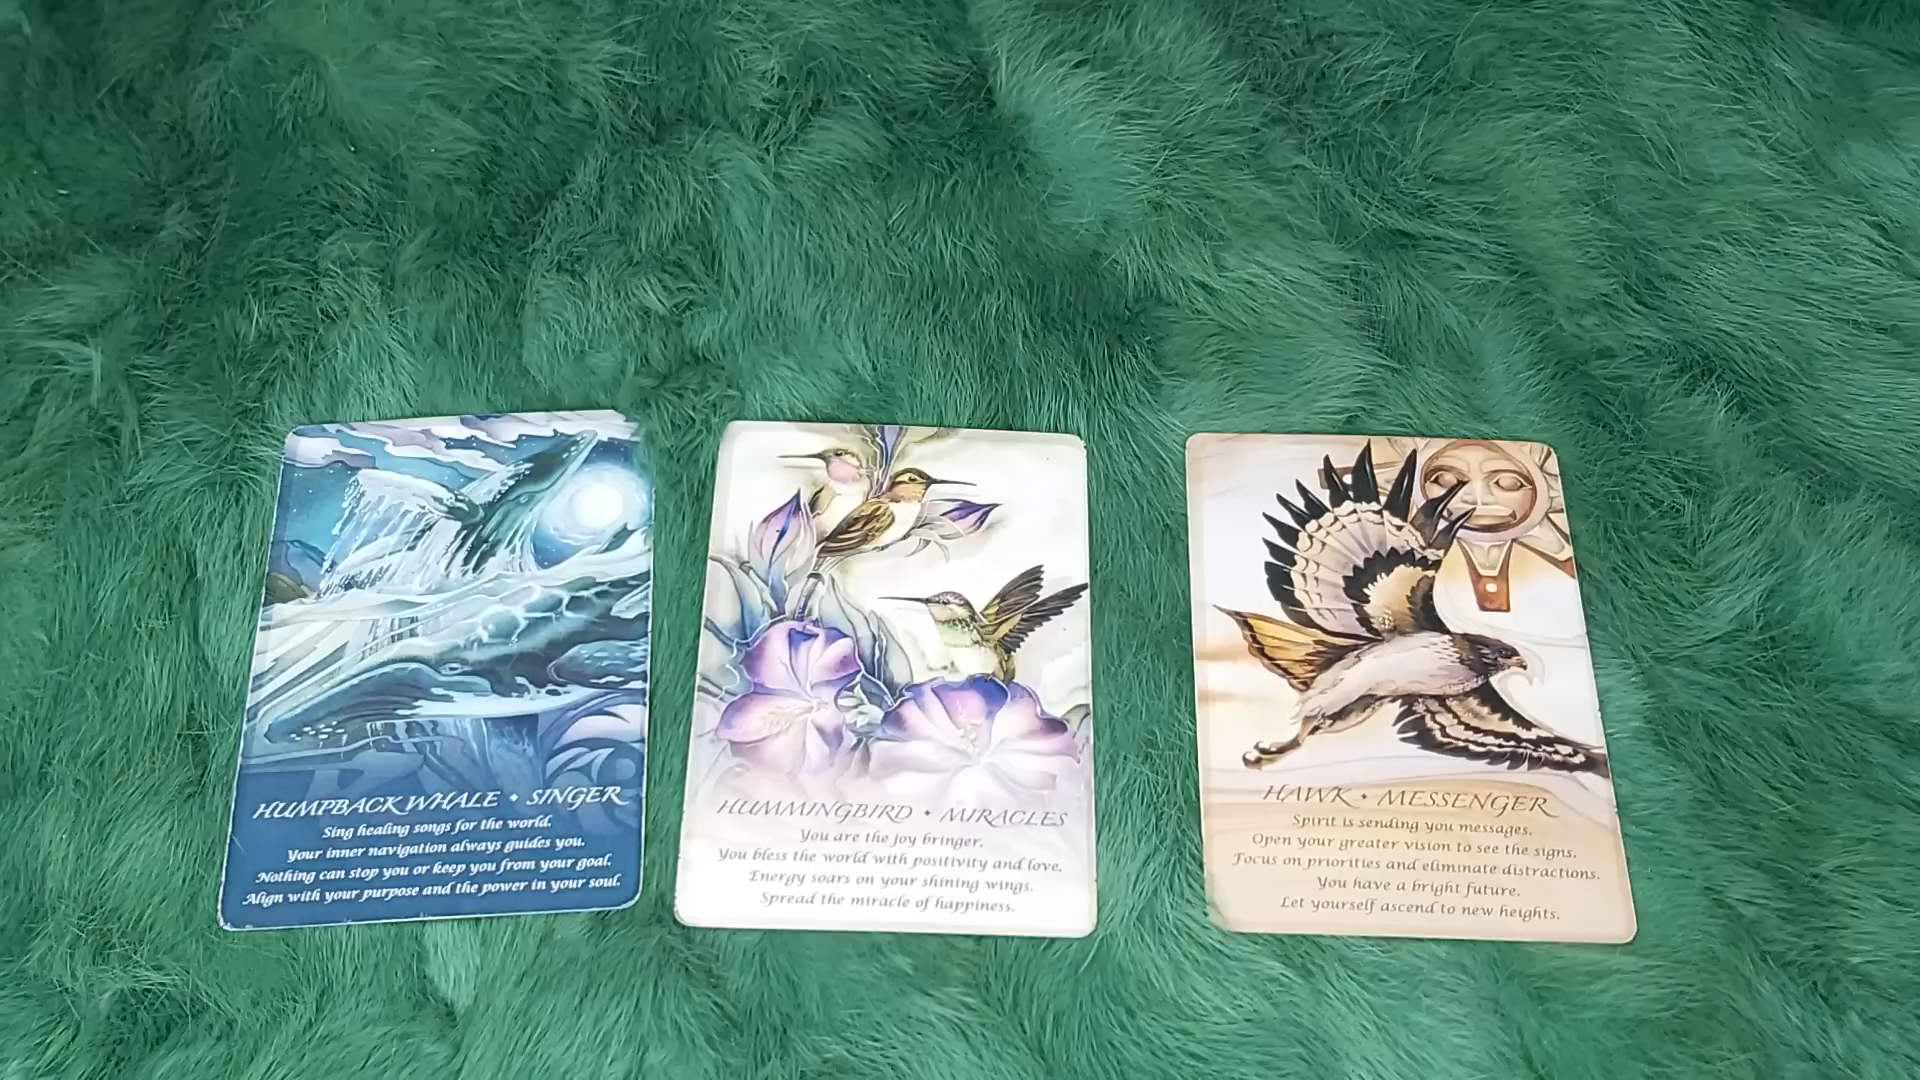 HUMPBACK WHALE • SINGER
Sing healing songs for the world.
Your inner navigation always guides you.
Nothing can stop you or keep you from your goal.
Align with your purpose and the power in your soul.
HUMMINGBIRD • MIRACLES
You are the joy bringer.
You bless the world with positivity and love.
Energy soars on your shining wings.
Spread the miracle of happiness.
HAWK • MESSENGER
Spirit is sending you messages.
Open your greater vision to see the signs.
Focus on priorities and eliminate distractions.
You have a bright future.
Let yourself ascend to new heights.